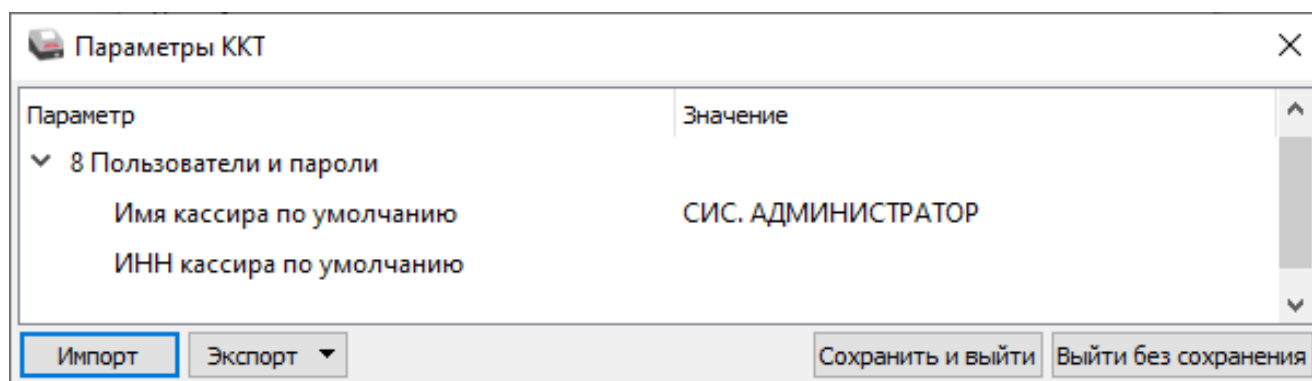 Параметры ККТ
Параметр Значение
8 Пользователи и пароли
Имя кассира по умолчанию СИС. АДМИНИСТРАТОР
ИНН кассира по умолчанию
Импорт Экспорт Сохранить и выйти Выйти без сохранения